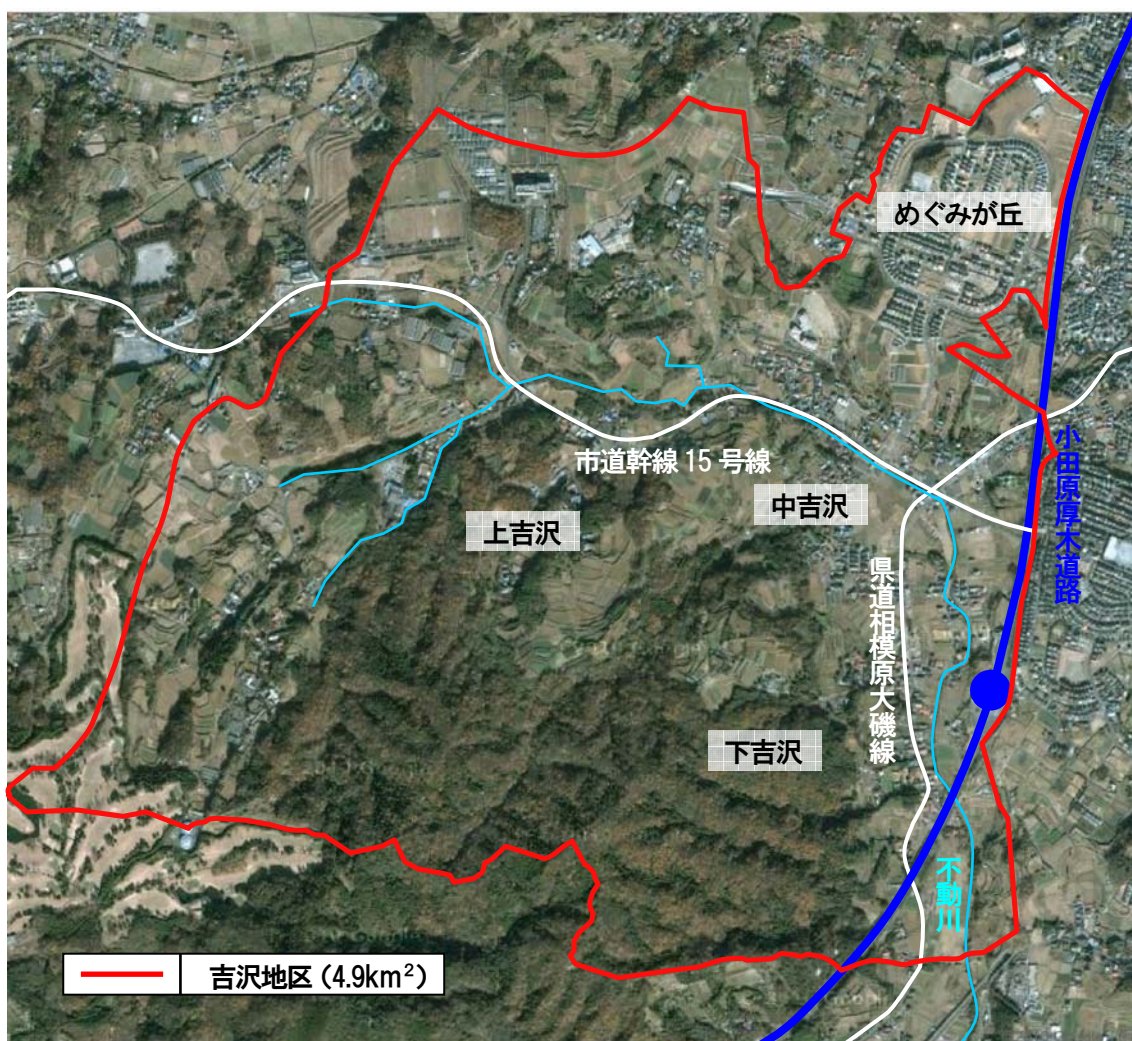 めぐみが丘
小田原厚木道路
市道幹線 15 号線
中吉沢
上吉沢
県道相模原大磯線
下吉沢
不動川
吉沢地区 (4.9km²)